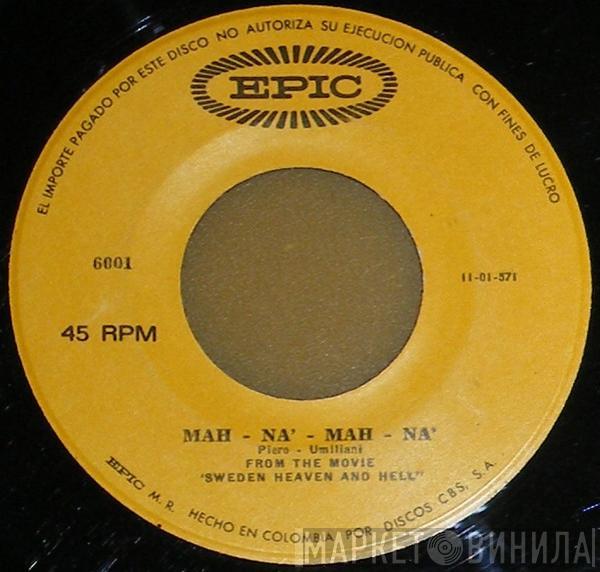 EL IMPORTE PAGADO POR ESTE DISCO NO AUTORIZA SU EJECUCION PUBLICA CON FINES DE LUCRO
EPIC
6001
11-01-571
45 RPM
MAH - NA' - MAH - NA'
Piero - Umiliani
FROM THE MOVIE
'SWEDEN HEAVEN AND HELL"
EPIC M. R. HECHO EN COLOMBIA POR DISCOS CBS, S.A.
МАРКЕТ ВИНИЛА